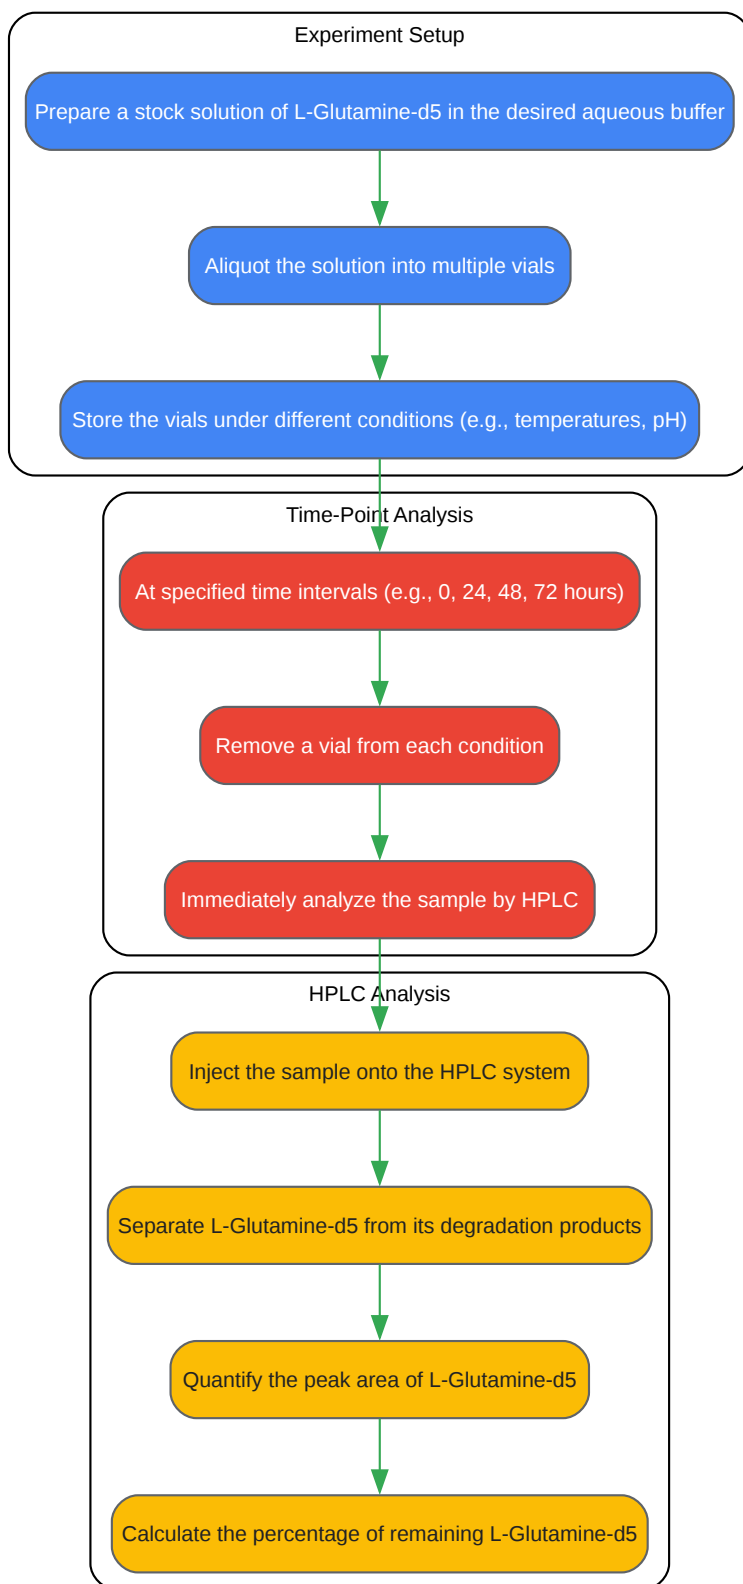 Experiment Setup
Prepare a stock solution of L-Glutamine-d5 in the desired aqueous buffer
Aliquot the solution into multiple vials
Store the vials under different conditions (e.g., temperatures, pH)
Time-Point Analysis
At specified time intervals (e.g., 0, 24, 48, 72 hours)
Remove a vial from each condition
Immediately analyze the sample by HPLC
HPLC Analysis
Inject the sample onto the HPLC system
Separate L-Glutamine-d5 from its degradation products
Quantify the peak area of L-Glutamine-d5
Calculate the percentage of remaining L-Glutamine-d5